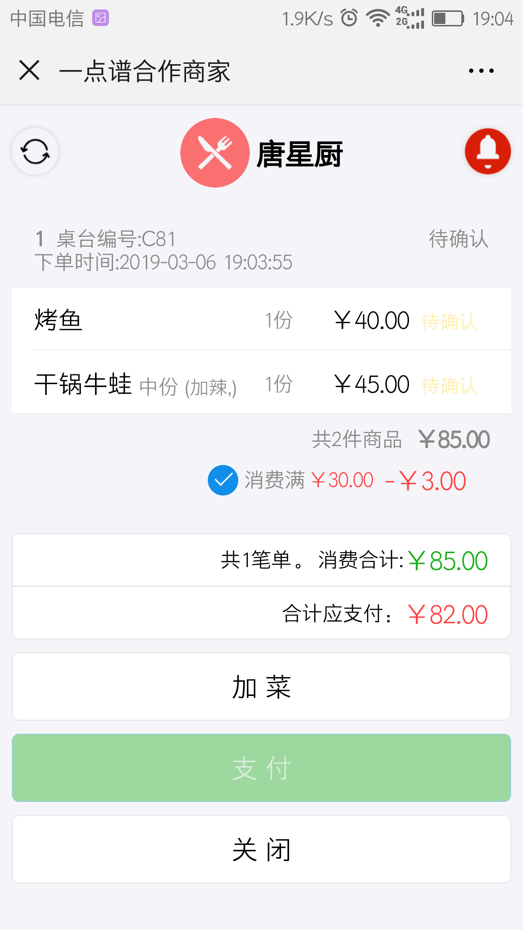 中国电信 1.9K/s 4G 2G 19:04
一点谱合作商家
唐星厨
1 桌台编号:C81 待确认
下单时间:2019-03-06 19:03:55
烤鱼 1份 ￥40.00 待确认
干锅牛蛙 中份 (加辣,) 1份 ￥45.00 待确认
共2件商品 ￥85.00
消费满 ￥30.00 -￥3.00
共1笔单。 消费合计:￥85.00
合计应支付：￥82.00
加 菜
支 付
关 闭